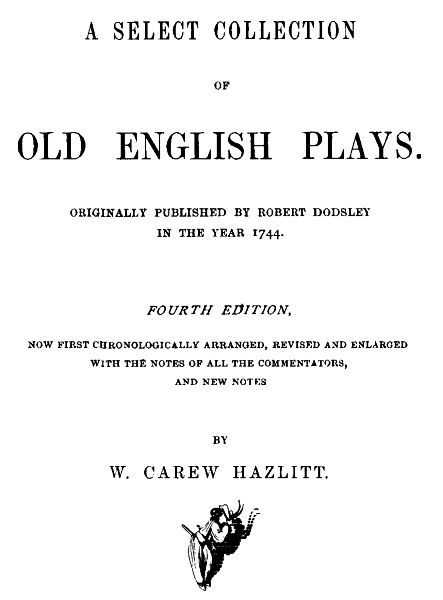 A SELECT COLLECTION
OF
OLD ENGLISH PLAYS.
ORIGINALLY PUBLISHED BY ROBERT DODSLEY
IN THE YEAR 1744.
FOURTH EDITION,
NOW FIRST CHRONOLOGICALLY ARRANGED, REVISED AND ENLARGED
WITH THE NOTES OF ALL THE COMMENTATORS,
AND NEW NOTES
BY
W. CAREW HAZLITT.